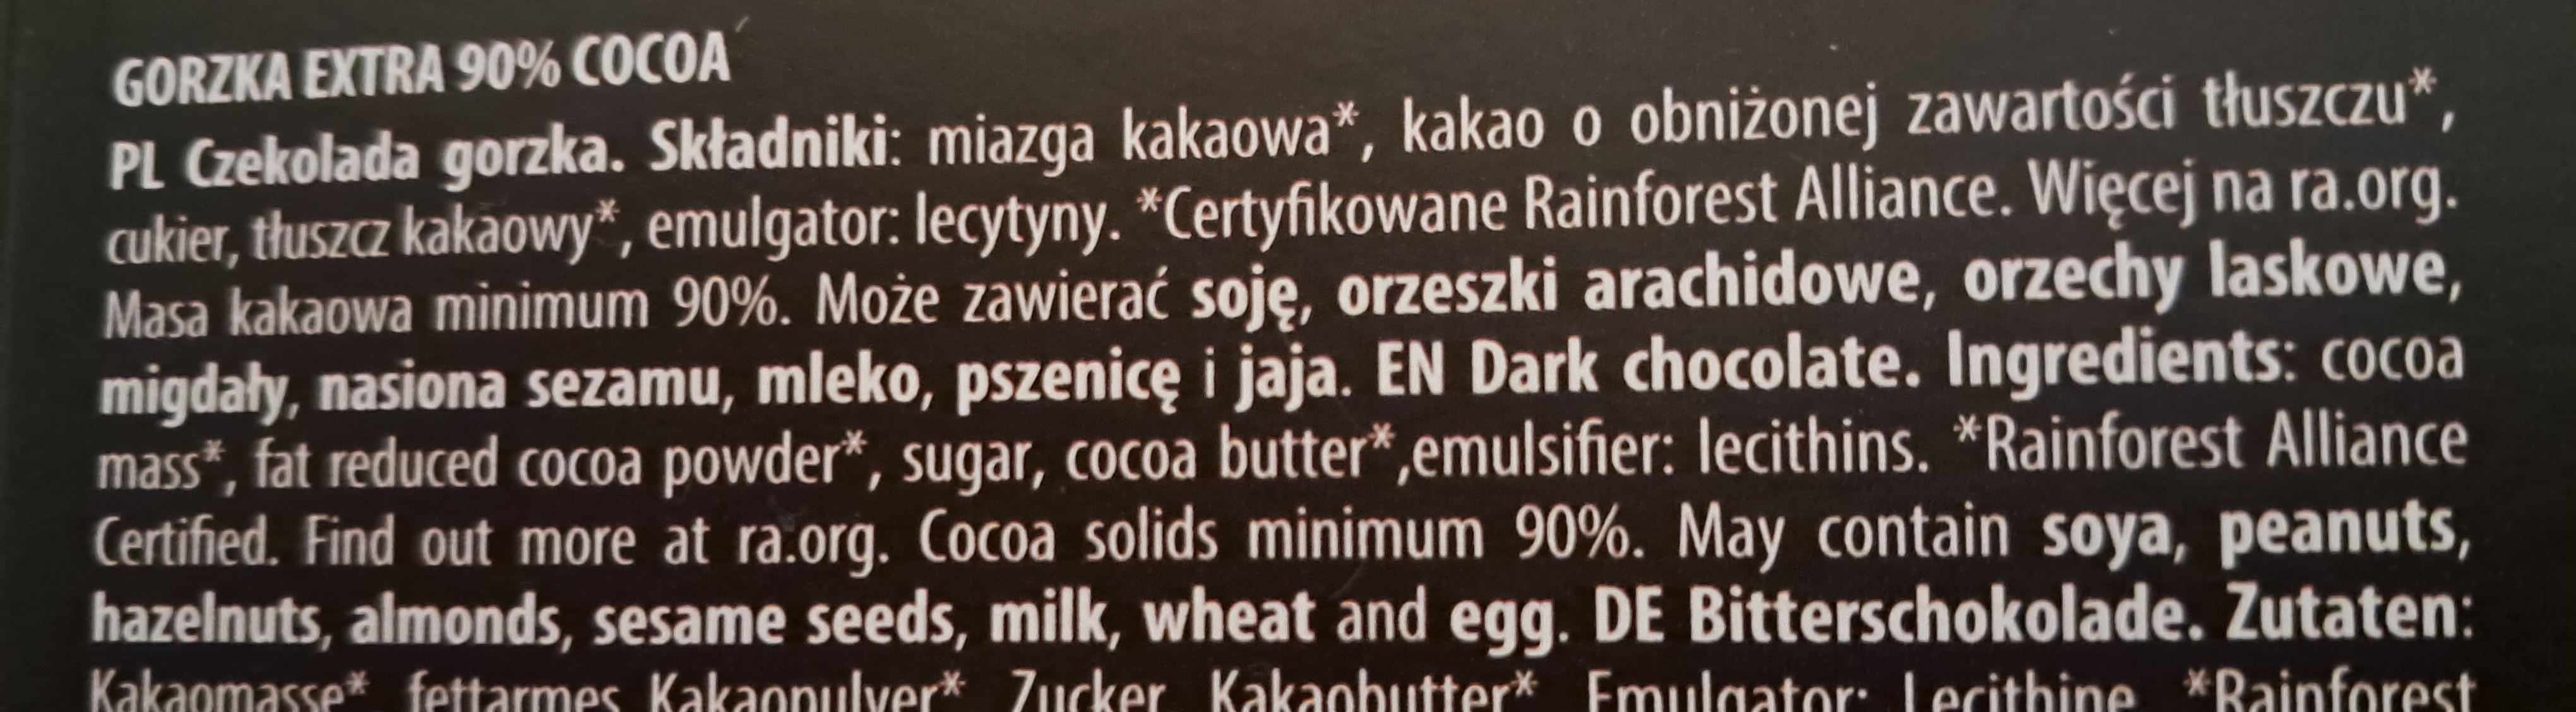 GORZKA EXTRA 90% COCOA
PL Czekolada gorzka. Składniki: miazga kakaowa*, kakao o obniżonej zawartości tłuszczu*,
cukier, tłuszcz kakaowy*, emulgator: lecytyny. *Certyfikowane Rainforest Alliance. Więcej na ra.org.
Masa kakaowa minimum 90%. Może zawierać soję, orzeszki arachidowe, orzechy laskowe,
migdały, nasiona sezamu, mleko, pszenicę i jaja. EN Dark chocolate. Ingredients: cocoa
mass*, fat reduced cocoa powder*, sugar, cocoa butter*,emulsifier: lecithins. *Rainforest Alliance
Certified. Find out more at ra.org. Cocoa solids minimum 90%. May contain soya, peanuts,
hazelnuts, almonds, sesame seeds, milk, wheat and egg. DE Bitterschokolade. Zutaten:
Kakaomasse* fettarmes Kakaopulver* Zucker Kakaobutter* Emulgator: Lecithine *Rainforest